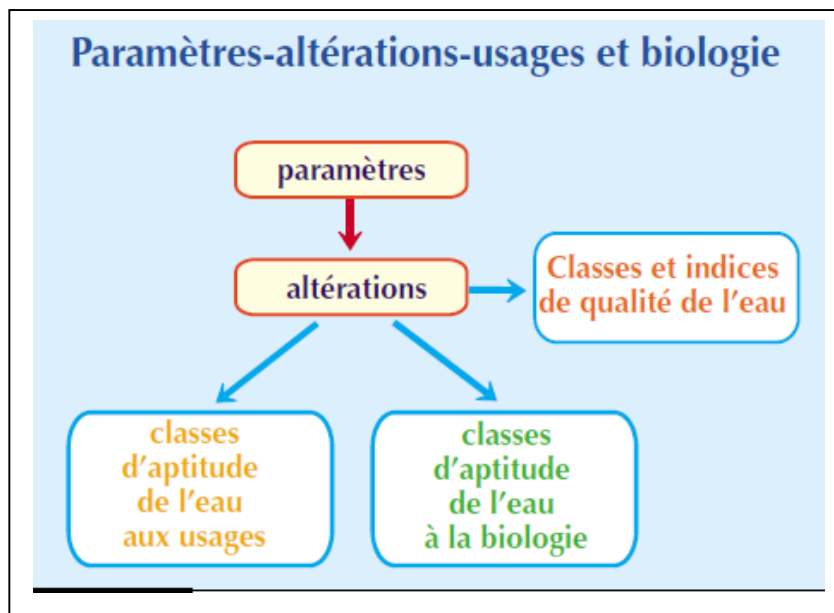 Paramètres-altérations-usages et biologie
paramètres
altérations
Classes et indices
de qualité de l'eau
classes
d'aptitude
de l'eau
aux usages
classes
d'aptitude
de l'eau
à la biologie